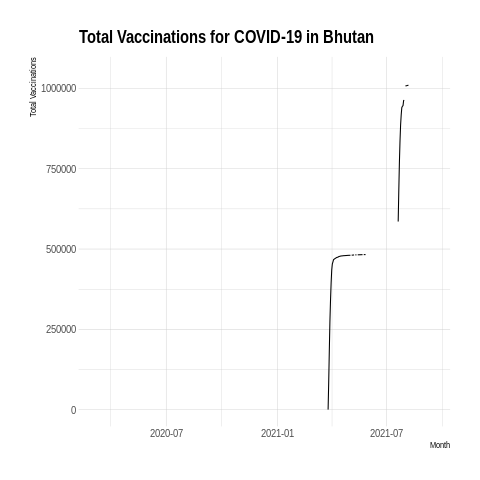 Total Vaccinations for COVID-19 in Bhutan
Total Vaccinations
1000000
750000
500000
250000
0
2020-07 2021-01 2021-07
Month